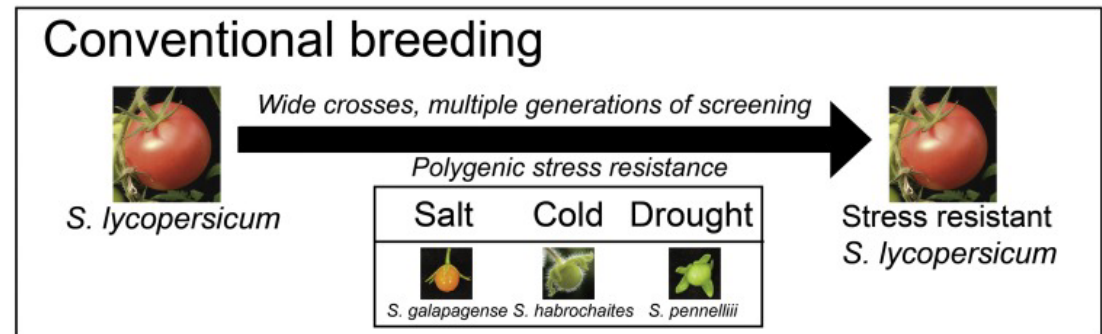 Conventional breeding
Wide crosses, multiple generations of screening
Polygenic stress resistance
S. lycopersicum
Salt Cold Drought
S. galapagense S. habrochaites S. pennelliii
Stress resistant
S. lycopersicum